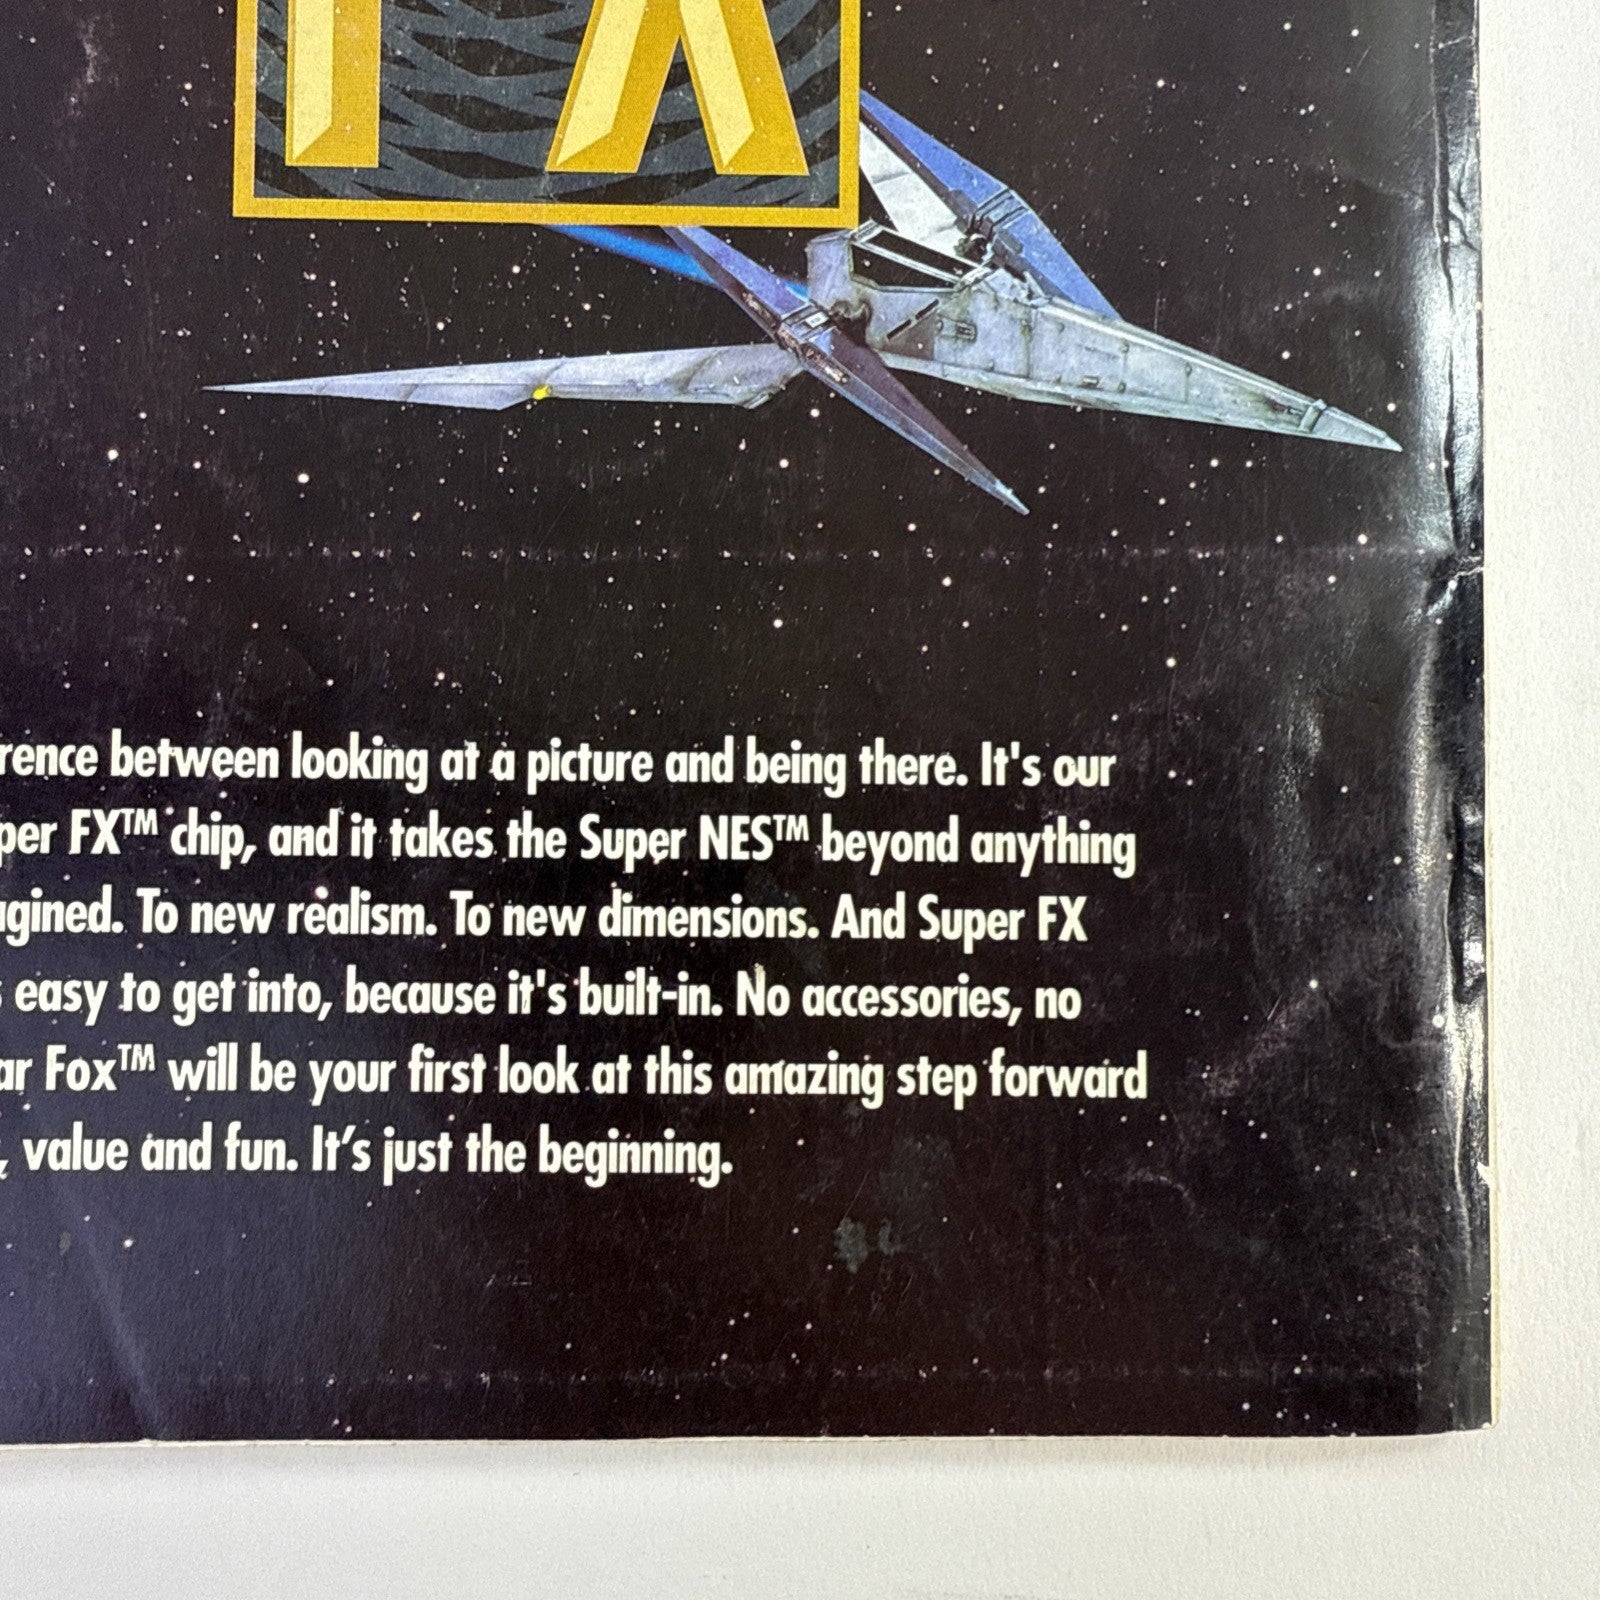 FX
rence between looking at a picture and being there. It's our
per FX™ chip, and it takes the Super NES™ beyond anything
gined. To new realism. To new dimensions. And Super FX
s easy to get into, because it's built-in. No accessories, no
ar Fox™ will be your first look at this amazing step forward
, value and fun. It's just the beginning.